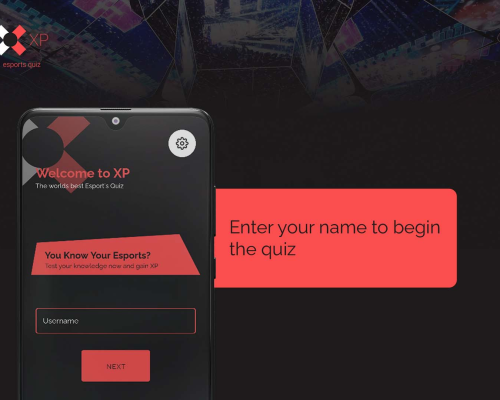 XP
esports quiz
Welcome to XP
The worlds best Esport's Quiz
You Know Your Esports?
Test your knowledge now and gain XP
Username
NEXT
Enter your name to begin
the quiz